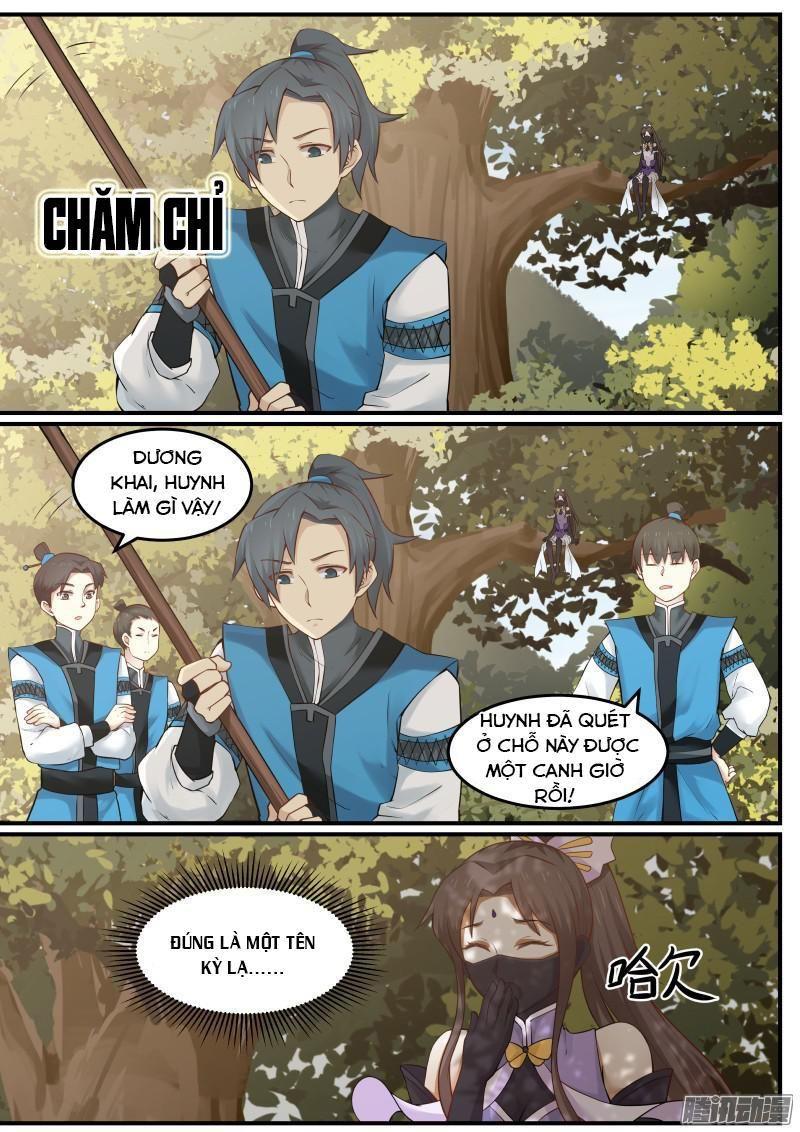 CHĂM CHỈ
DƯƠNG
KHAI, HUYNH
LÀM GÌ VẬY/
HUYNH ĐÃ QUÉT
Ở CHỖ NÀY ĐƯỢC
MỘT CANH GIỜ
RỒI!
ĐÚNG LÀ MỘT TÊN
KỲ LẠ......
哈欠
腾讯动漫